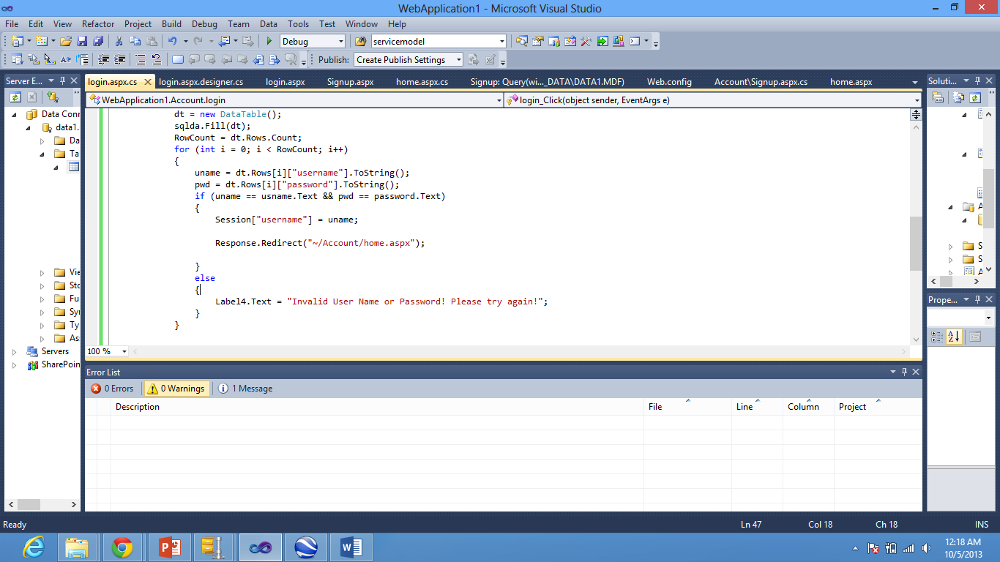 WebApplication1 - Microsoft Visual Studio
File Edit View Refactor Project Build Debug Team Data Tools Test Window Help
Debug servicemodel
Publish: Create Publish Settings
Server E...
login.aspx.cs login.aspx.designer.cs login.aspx Signup.aspx home.aspx.cs Signup: Query(wi..._DATA\DATA1.MDF) Web.config Account\Signup.aspx.cs home.aspx
Soluti...
WebApplication1.Account.login login_Click(object sender, EventArgs e)
Data Conn
data1.
Da
Ta
Vie
Sto
Fu
Syn
Ty
As
Servers
SharePoin
dt = new DataTable();
sqlda.Fill(dt);
RowCount = dt.Rows.Count;
for (int i = 0; i < RowCount; i++)
{
uname = dt.Rows[i]["username"].ToString();
pwd = dt.Rows[i]["password"].ToString();
if (uname == usname.Text && pwd == password.Text)
{
Session["username"] = uname;
Response.Redirect("~/Account/home.aspx");
}
else
{
Label4.Text = "Invalid User Name or Password! Please try again!";
}
}
100 %
A
S
S
A
Prope...
Error List
0 Errors 0 Warnings 1 Message
Description File Line Column Project
Ready Ln 47 Col 18 Ch 18 INS
12:18 AM
10/5/2013